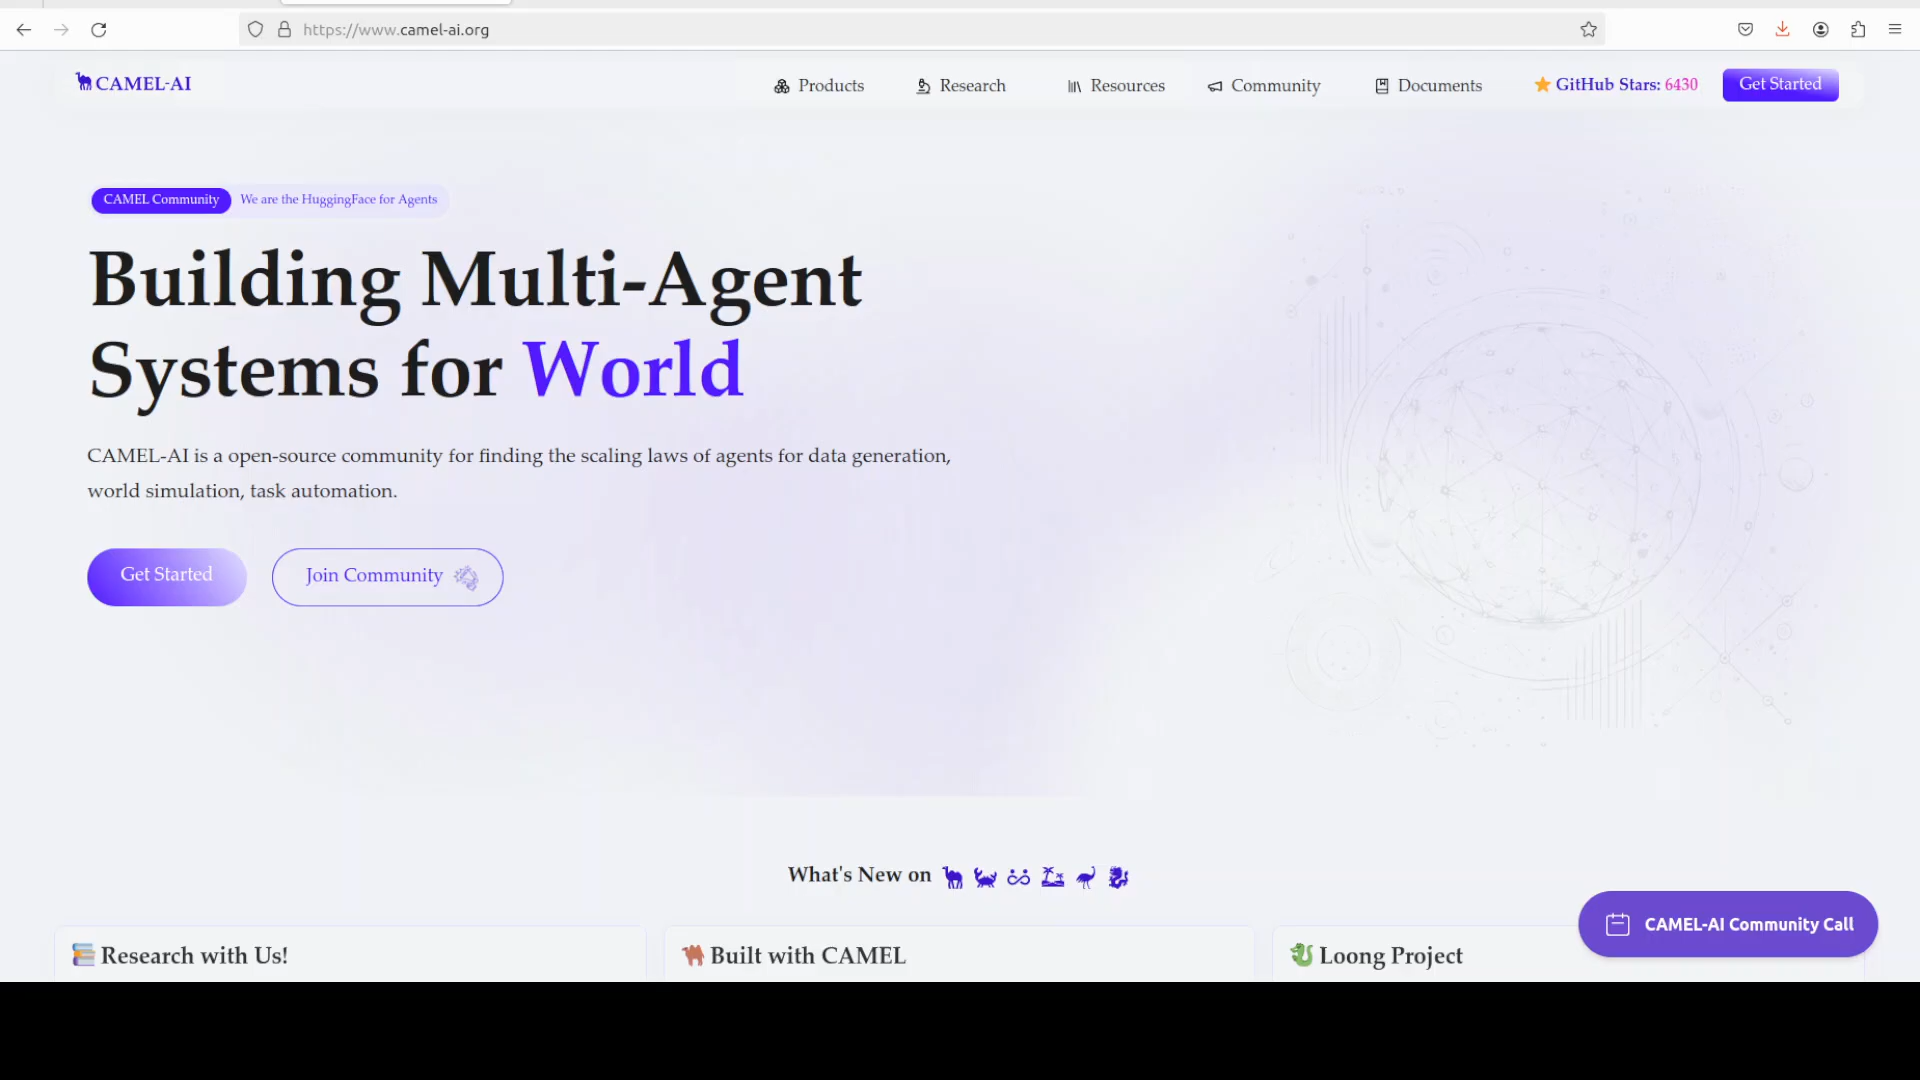 https://www.camel-ai.org
CAMEL-AI
Products
Research
Resources
Community
Documents
GitHub Stars: 6430
Get Started
CAMEL Community
We are the HuggingFace for Agents
Building Multi-Agent
Systems for World
CAMEL-AI is a open-source community for finding the scaling laws of agents for data generation,
world simulation, task automation.
Get Started
Join Community
What's New on
CAMEL-AI Community Call
Research with Us!
Built with CAMEL
Loong Project